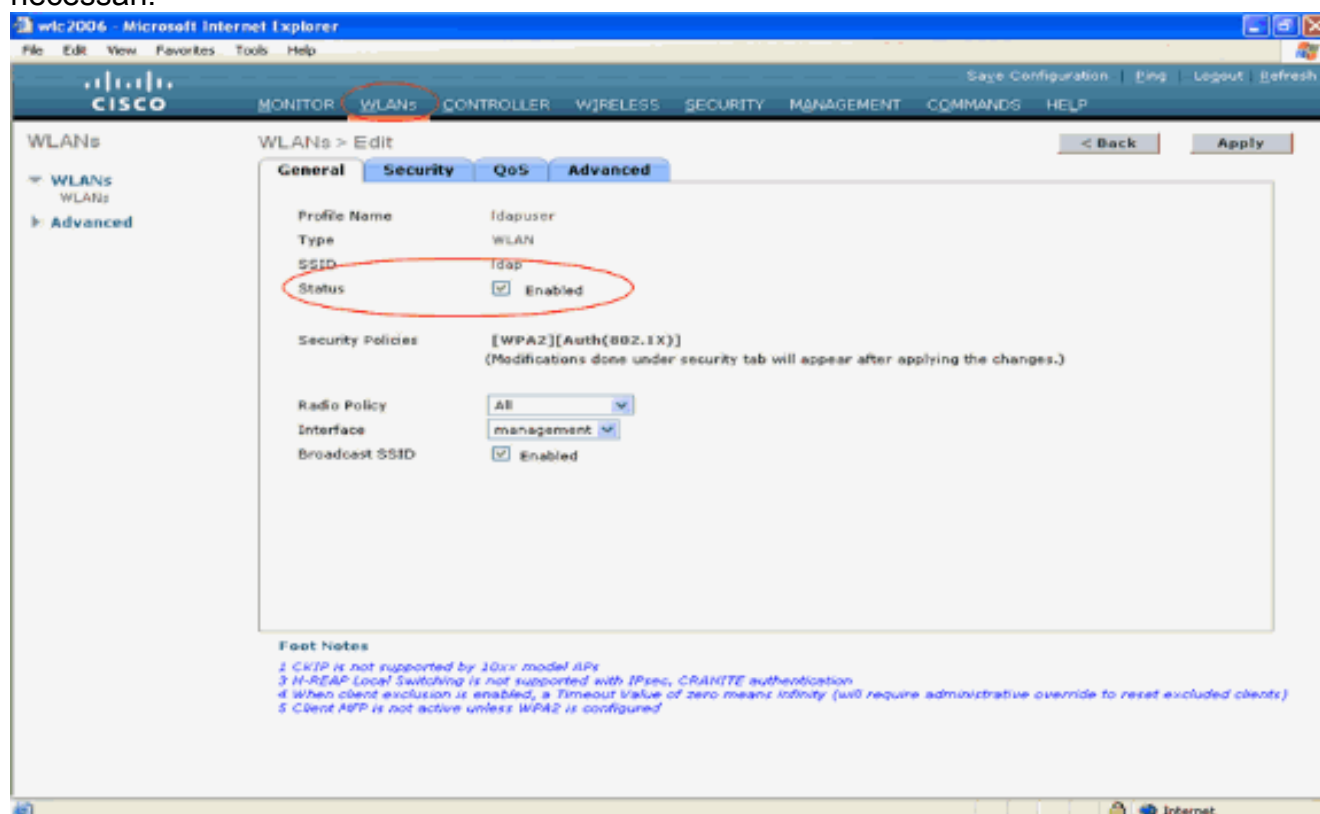 necessari.
wlc2006 - Microsoft Internet Explorer
File Edit View Favorites Tools Help
Save Configuration | Ping | Logout | Refresh
CISCO
MONITOR WLANs CONTROLLER WIRELESS SECURITY MANAGEMENT COMMANDS HELP
WLANs
WLANs > Edit
< Back
Apply
General Security QoS Advanced
WLANs
WLANs
Advanced
Profile Name ldapuser
Type WLAN
SSID ldap
Status Enabled
Security Policies [WPA2][Auth(802.1X)]
(Modifications done under security tab will appear after applying the changes.)
Radio Policy All
Interface management
Broadcast SSID Enabled
Foot Notes
1 CKIP is not supported by 10xx model APs
3 H-REAP Local Switching is not supported with IPsec, CRANITE authentication
4 When client exclusion is enabled, a Timeout Value of zero means infinity (will require administrative override to reset excluded clients)
5 Client MFP is not active unless WPA2 is configured
Internet